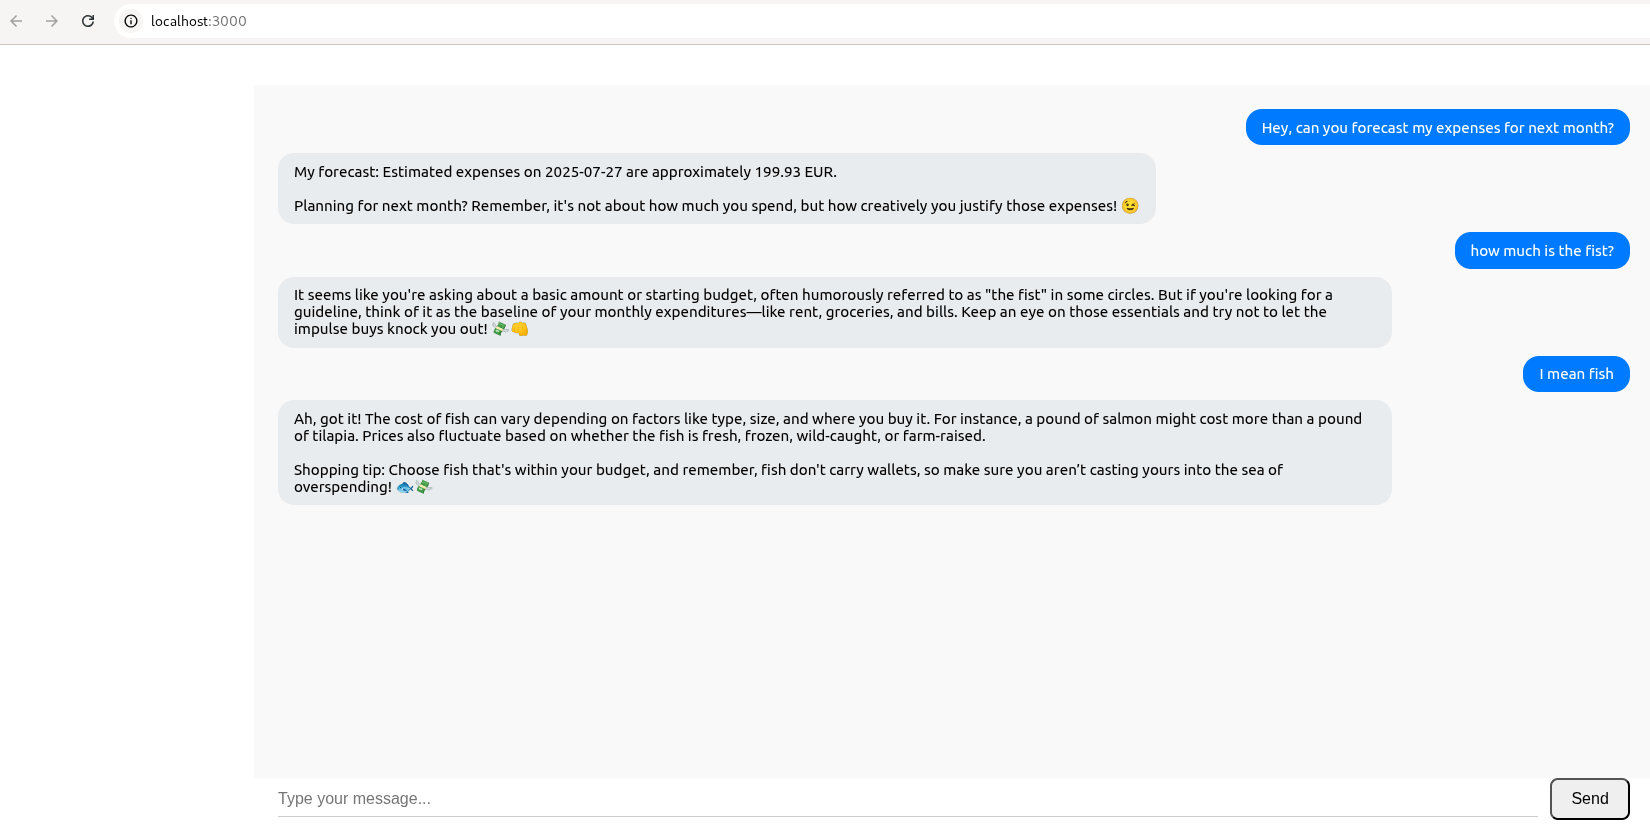 localhost:3000
Hey, can you forecast my expenses for next month?
My forecast: Estimated expenses on 2025-07-27 are approximately 199.93 EUR.
Planning for next month? Remember, it's not about how much you spend, but how creatively you justify those expenses! 😉
how much is the fist?
It seems like you're asking about a basic amount or starting budget, often humorously referred to as "the fist" in some circles. But if you're looking for a
guideline, think of it as the baseline of your monthly expenditures—like rent, groceries, and bills. Keep an eye on those essentials and try not to let the
impulse buys knock you out! 💸👊
I mean fish
Ah, got it! The cost of fish can vary depending on factors like type, size, and where you buy it. For instance, a pound of salmon might cost more than a pound
of tilapia. Prices also fluctuate based on whether the fish is fresh, frozen, wild-caught, or farm-raised.
Shopping tip: Choose fish that's within your budget, and remember, fish don't carry wallets, so make sure you aren’t casting yours into the sea of
overspending! 🐟💸
Type your message...
Send